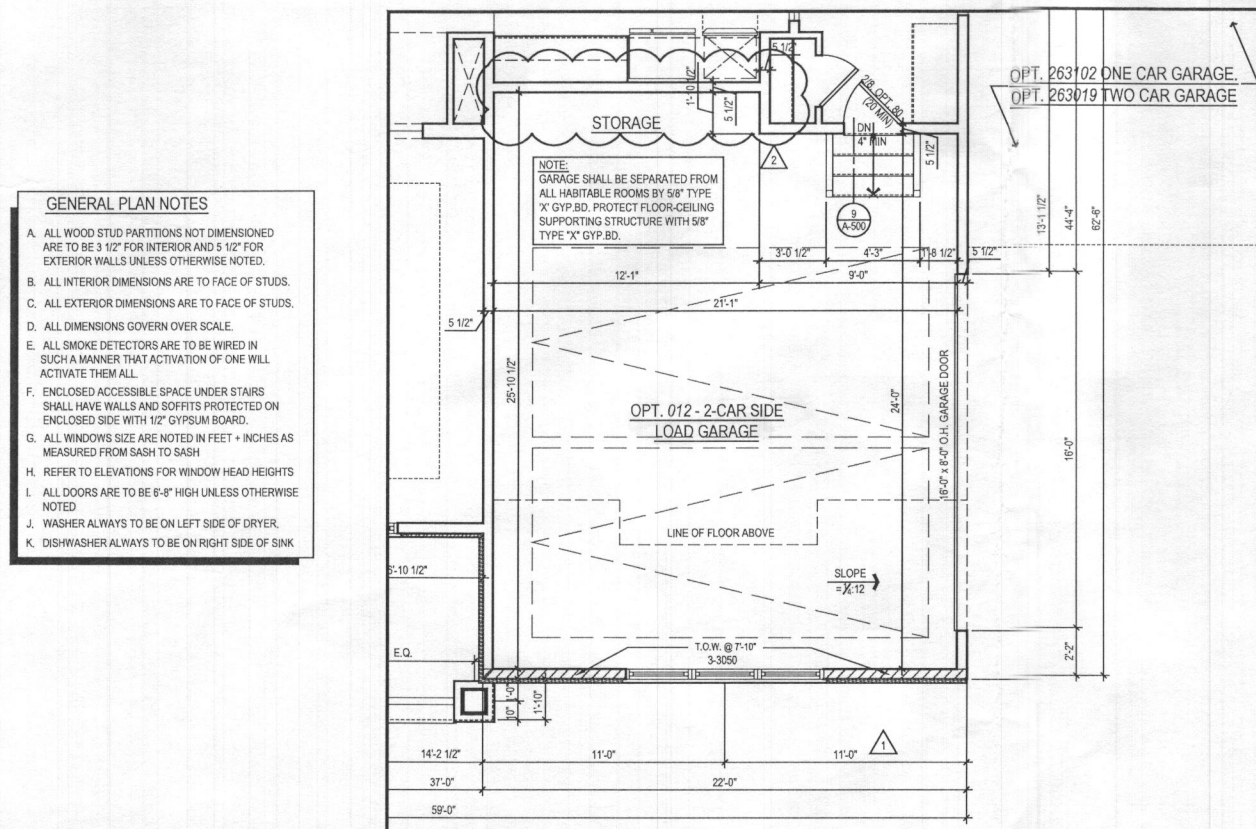 GENERAL PLAN NOTES
A. ALL WOOD STUD PARTITIONS NOT DIMENSIONED
ARE TO BE 3 1/2" FOR INTERIOR AND 5 1/2" FOR
EXTERIOR WALLS UNLESS OTHERWISE NOTED.
B. ALL INTERIOR DIMENSIONS ARE TO FACE OF STUDS.
C. ALL EXTERIOR DIMENSIONS ARE TO FACE OF STUDS.
D. ALL DIMENSIONS GOVERN OVER SCALE.
E. ALL SMOKE DETECTORS ARE TO BE WIRED IN
SUCH A MANNER THAT ACTIVATION OF ONE WILL
ACTIVATE THEM ALL.
F. ENCLOSED ACCESSIBLE SPACE UNDER STAIRS
SHALL HAVE WALLS AND SOFFITS PROTECTED ON
ENCLOSED SIDE WITH 1/2" GYPSUM BOARD.
G. ALL WINDOWS SIZE ARE NOTED IN FEET + INCHES AS
MEASURED FROM SASH TO SASH
H. REFER TO ELEVATIONS FOR WINDOW HEAD HEIGHTS
I. ALL DOORS ARE TO BE 6'-8" HIGH UNLESS OTHERWISE
NOTED
J. WASHER ALWAYS TO BE ON LEFT SIDE OF DRYER.
K. DISHWASHER ALWAYS TO BE ON RIGHT SIDE OF SINK
5 1/2"
1'-10 1/2"
5 1/2"
STORAGE
2
2/8 OPT. 80
(20 MIN)
DN
4" MIN
5 1/2"
9
A-500
NOTE:
GARAGE SHALL BE SEPARATED FROM
ALL HABITABLE ROOMS BY 5/8" TYPE
'X' GYP.BD. PROTECT FLOOR-CEILING
SUPPORTING STRUCTURE WITH 5/8"
TYPE "X" GYP.BD.
OPT. 263102 ONE CAR GARAGE.
OPT. 263019 TWO CAR GARAGE
13'-1 1/2"
44'-4"
62'-6"
3'-0 1/2"
4'-3"
1'-8 1/2"
5 1/2"
12'-1"
9'-0"
21'-1"
5 1/2"
25'-10 1/2"
OPT. 012 - 2-CAR SIDE
LOAD GARAGE
24'-0"
16'-0" x 8'-0" O.H. GARAGE DOOR
16'-0"
LINE OF FLOOR ABOVE
SLOPE
= 1/4:12
6'-10 1/2"
E.Q.
T.O.W. @ 7'-10"
3-3050
2'-2"
1'-0"
10"
1'-10"
14'-2 1/2"
11'-0"
11'-0"
1
37'-0"
22'-0"
59'-0"